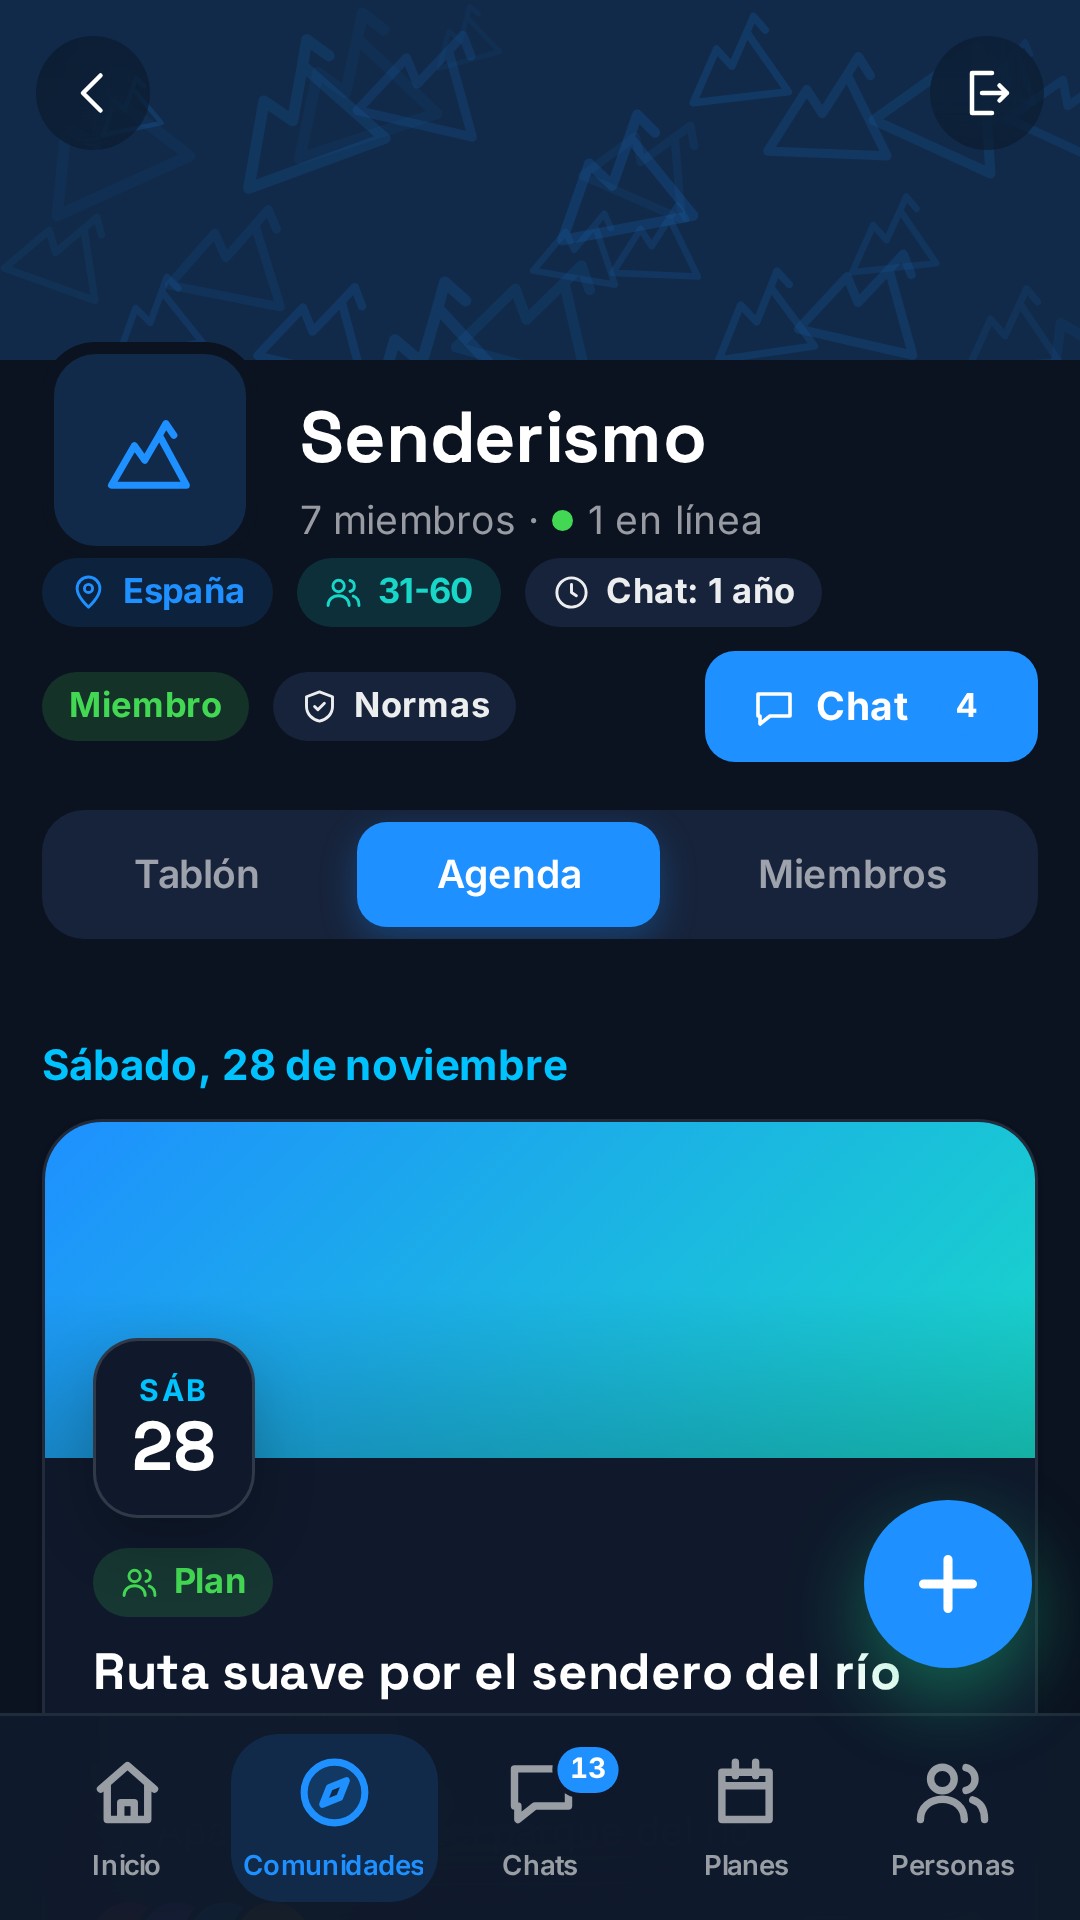 Senderismo
7 miembros · 1 en línea
España
31-60
Chat: 1 año
Miembro
Normas
Chat 4
Tablón
Agenda
Miembros
Sábado, 28 de noviembre
SÁB
28
Plan
Ruta suave por el sendero del río
13
Inicio
Comunidades
Chats
Planes
Personas